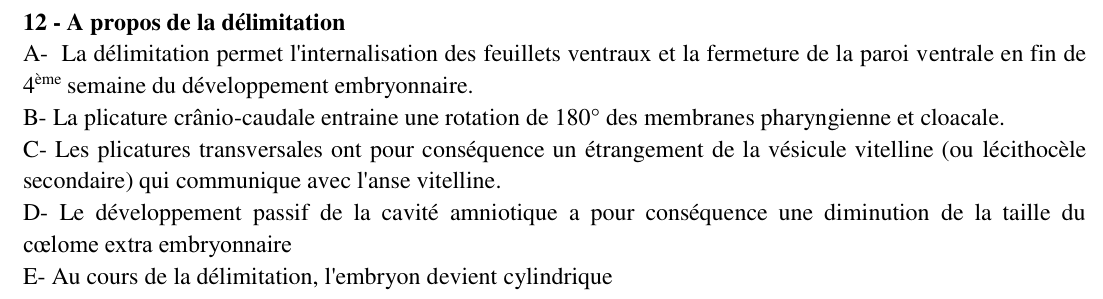 12 - A propos de la délimitation
A- La délimitation permet l'internalisation des feuillets ventraux et la fermeture de la paroi ventrale en fin de
4ème semaine du développement embryonnaire.
B- La plicature crânio-caudale entraine une rotation de 180° des membranes pharyngienne et cloacale.
C- Les plicatures transversales ont pour conséquence un étrangement de la vésicule vitelline (ou lécithocèle
secondaire) qui communique avec l'anse vitelline.
D- Le développement passif de la cavité amniotique a pour conséquence une diminution de la taille du
cœlome extra embryonnaire
E- Au cours de la délimitation, l'embryon devient cylindrique